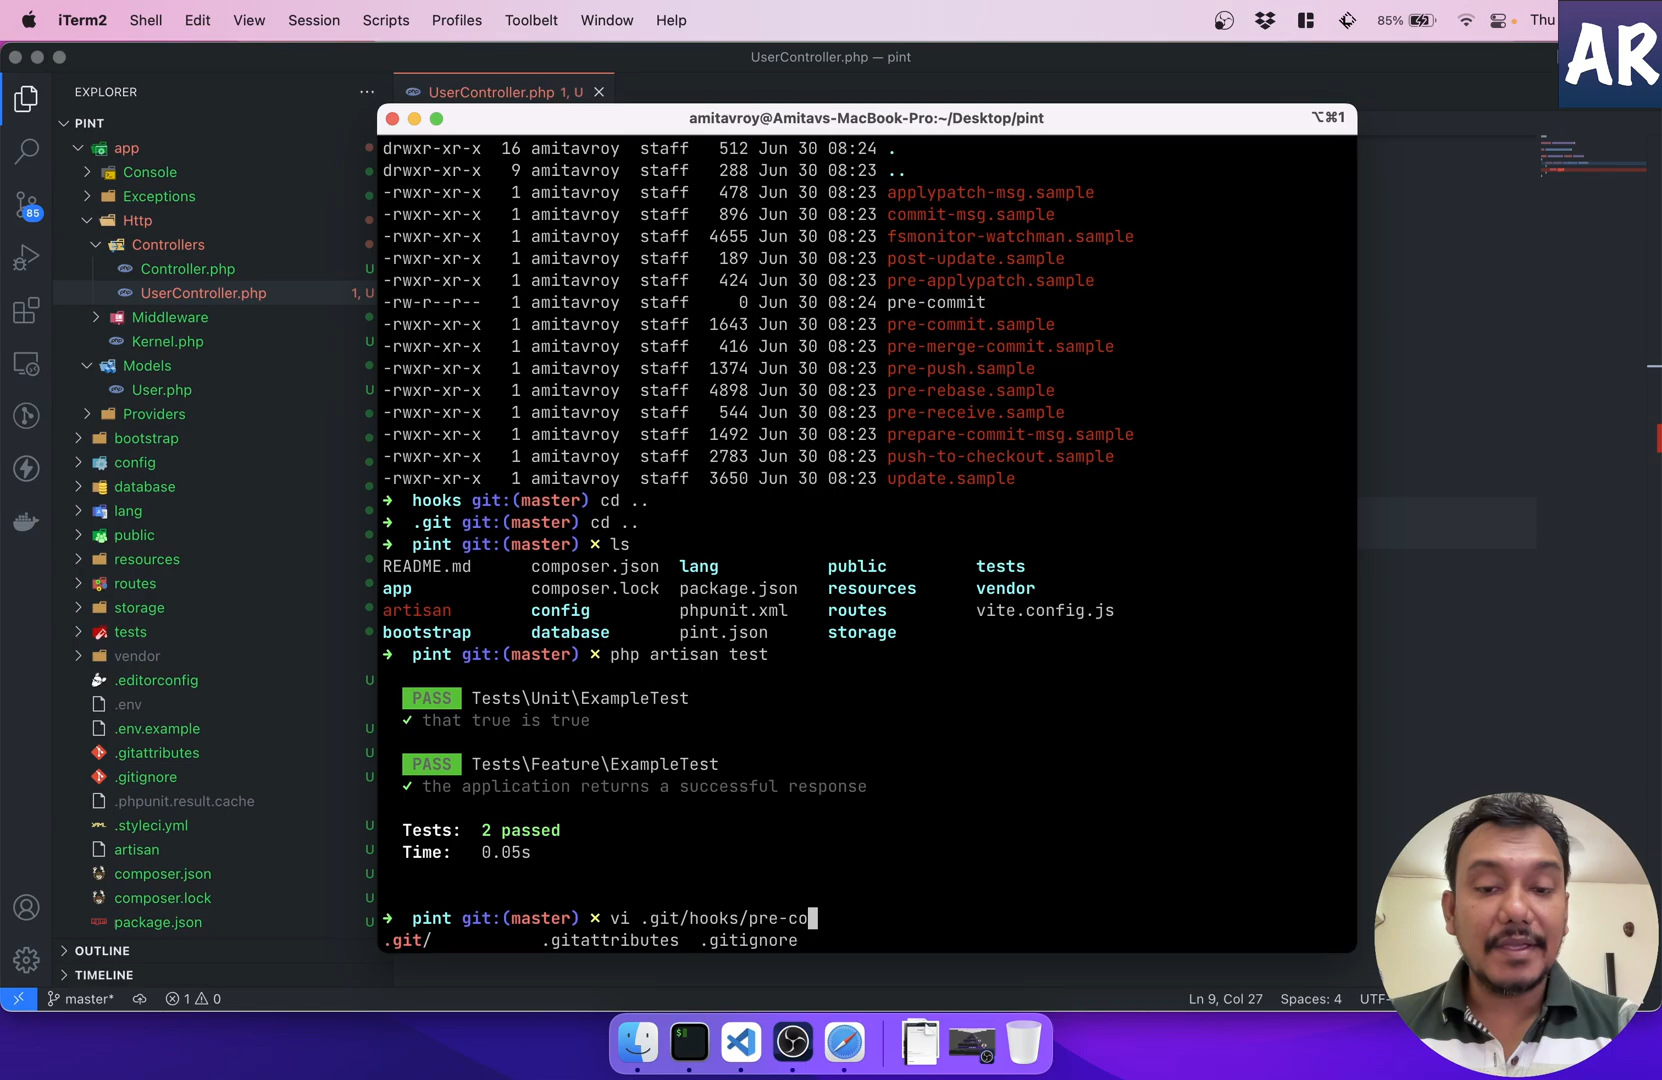 iTerm2 Shell Edit View Session Scripts Profiles Toolbelt Window Help 85% Thu
AR
UserController.php — pint
EXPLORER
UserController.php 1, U
PINT
app
Console
Exceptions
Http
Controllers
Controller.php U
UserController.php 1, U
Middleware
Kernel.php U
Models
User.php U
Providers
bootstrap
config
database
lang
public
resources
routes
storage
tests
vendor
.editorconfig U
.env
.env.example U
.gitattributes U
.gitignore U
.phpunit.result.cache
.styleci.yml U
artisan U
composer.json U
composer.lock U
package.json U
OUTLINE
TIMELINE
85
amitavroy@Amitavs-MacBook-Pro:~/Desktop/pint ⌥⌘1
drwxr-xr-x 16 amitavroy staff 512 Jun 30 08:24 .
drwxr-xr-x 9 amitavroy staff 288 Jun 30 08:23 ..
-rwxr-xr-x 1 amitavroy staff 478 Jun 30 08:23 applypatch-msg.sample
-rwxr-xr-x 1 amitavroy staff 896 Jun 30 08:23 commit-msg.sample
-rwxr-xr-x 1 amitavroy staff 4655 Jun 30 08:23 fsmonitor-watchman.sample
-rwxr-xr-x 1 amitavroy staff 189 Jun 30 08:23 post-update.sample
-rwxr-xr-x 1 amitavroy staff 424 Jun 30 08:23 pre-applypatch.sample
-rw-r--r-- 1 amitavroy staff 0 Jun 30 08:24 pre-commit
-rwxr-xr-x 1 amitavroy staff 1643 Jun 30 08:23 pre-commit.sample
-rwxr-xr-x 1 amitavroy staff 416 Jun 30 08:23 pre-merge-commit.sample
-rwxr-xr-x 1 amitavroy staff 1374 Jun 30 08:23 pre-push.sample
-rwxr-xr-x 1 amitavroy staff 4898 Jun 30 08:23 pre-rebase.sample
-rwxr-xr-x 1 amitavroy staff 544 Jun 30 08:23 pre-receive.sample
-rwxr-xr-x 1 amitavroy staff 1492 Jun 30 08:23 prepare-commit-msg.sample
-rwxr-xr-x 1 amitavroy staff 2783 Jun 30 08:23 push-to-checkout.sample
-rwxr-xr-x 1 amitavroy staff 3650 Jun 30 08:23 update.sample
➜ hooks git:(master) cd ..
➜ .git git:(master) cd ..
➜ pint git:(master) ✗ ls
README.md composer.json lang public tests
app composer.lock package.json resources vendor
artisan config phpunit.xml routes vite.config.js
bootstrap database pint.json storage
➜ pint git:(master) ✗ php artisan test
PASS Tests\Unit\ExampleTest
✓ that true is true
PASS Tests\Feature\ExampleTest
✓ the application returns a successful response
Tests: 2 passed
Time: 0.05s
➜ pint git:(master) ✗ vi .git/hooks/pre-co
.git/ .gitattributes .gitignore
master* 1 0 Ln 9, Col 27 Spaces: 4 UTF-